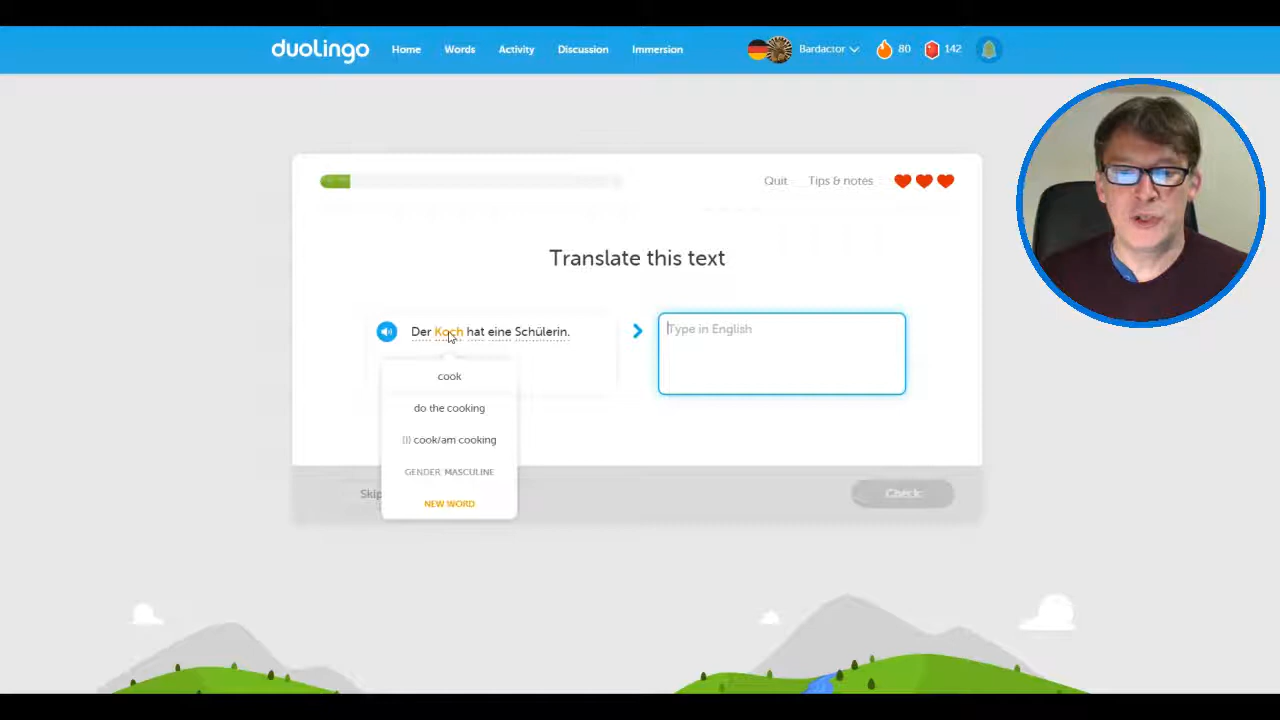 duolingo Home Words Activity Discussion Immersion Bardactor 80 142
Quit Tips & notes
Translate this text
Der Koch hat eine Schülerin.
Type in English
cook
do the cooking
(I) cook/am cooking
GENDER MASCULINE
NEW WORD
Skip
Check